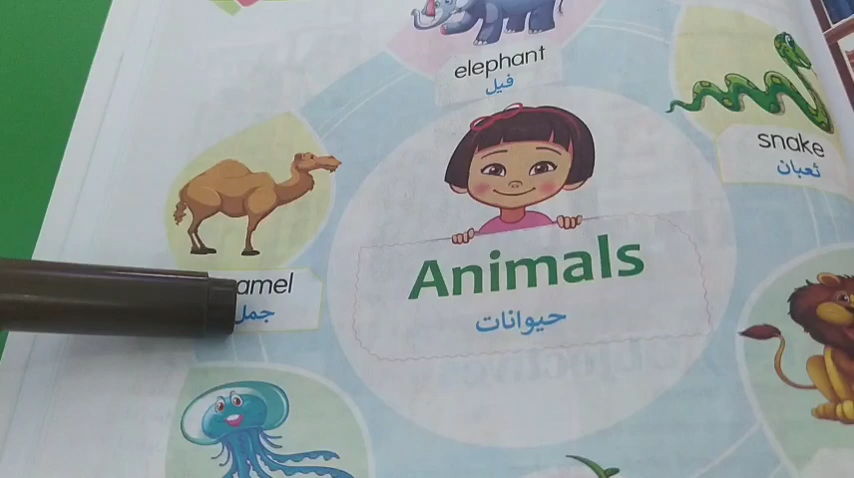 elephant
فيل
snake
ثعبان
amel
جمل
Animals
حيوانات